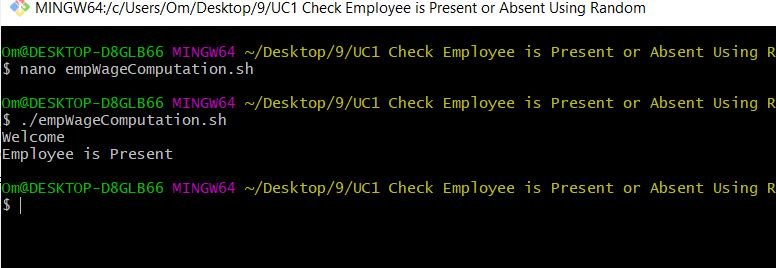 MINGW64:/c/Users/Om/Desktop/9/UC1 Check Employee is Present or Absent Using Random
Om@DESKTOP-D8GLB66 MINGW64 ~/Desktop/9/UC1 Check Employee is Present or Absent Using R
$ nano empWageComputation.sh
Om@DESKTOP-D8GLB66 MINGW64 ~/Desktop/9/UC1 Check Employee is Present or Absent Using R
$ ./empWageComputation.sh
Welcome
Employee is Present
Om@DESKTOP-D8GLB66 MINGW64 ~/Desktop/9/UC1 Check Employee is Present or Absent Using R
$